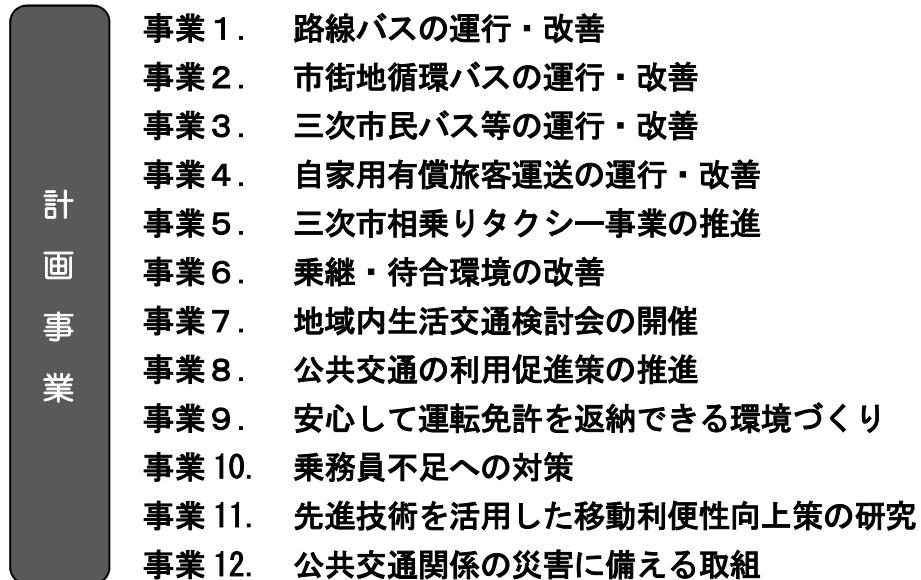 計画事業
事業１．　路線バスの運行・改善
事業２．　市街地循環バスの運行・改善
事業３．　三次市民バス等の運行・改善
事業４．　自家用有償旅客運送の運行・改善
事業５．　三次市相乗りタクシー事業の推進
事業６．　乗継・待合環境の改善
事業７．　地域内生活交通検討会の開催
事業８．　公共交通の利用促進策の推進
事業９．　安心して運転免許を返納できる環境づくり
事業 10.　乗務員不足への対策
事業 11.　先進技術を活用した移動利便性向上策の研究
事業 12.　公共交通関係の災害に備える取組